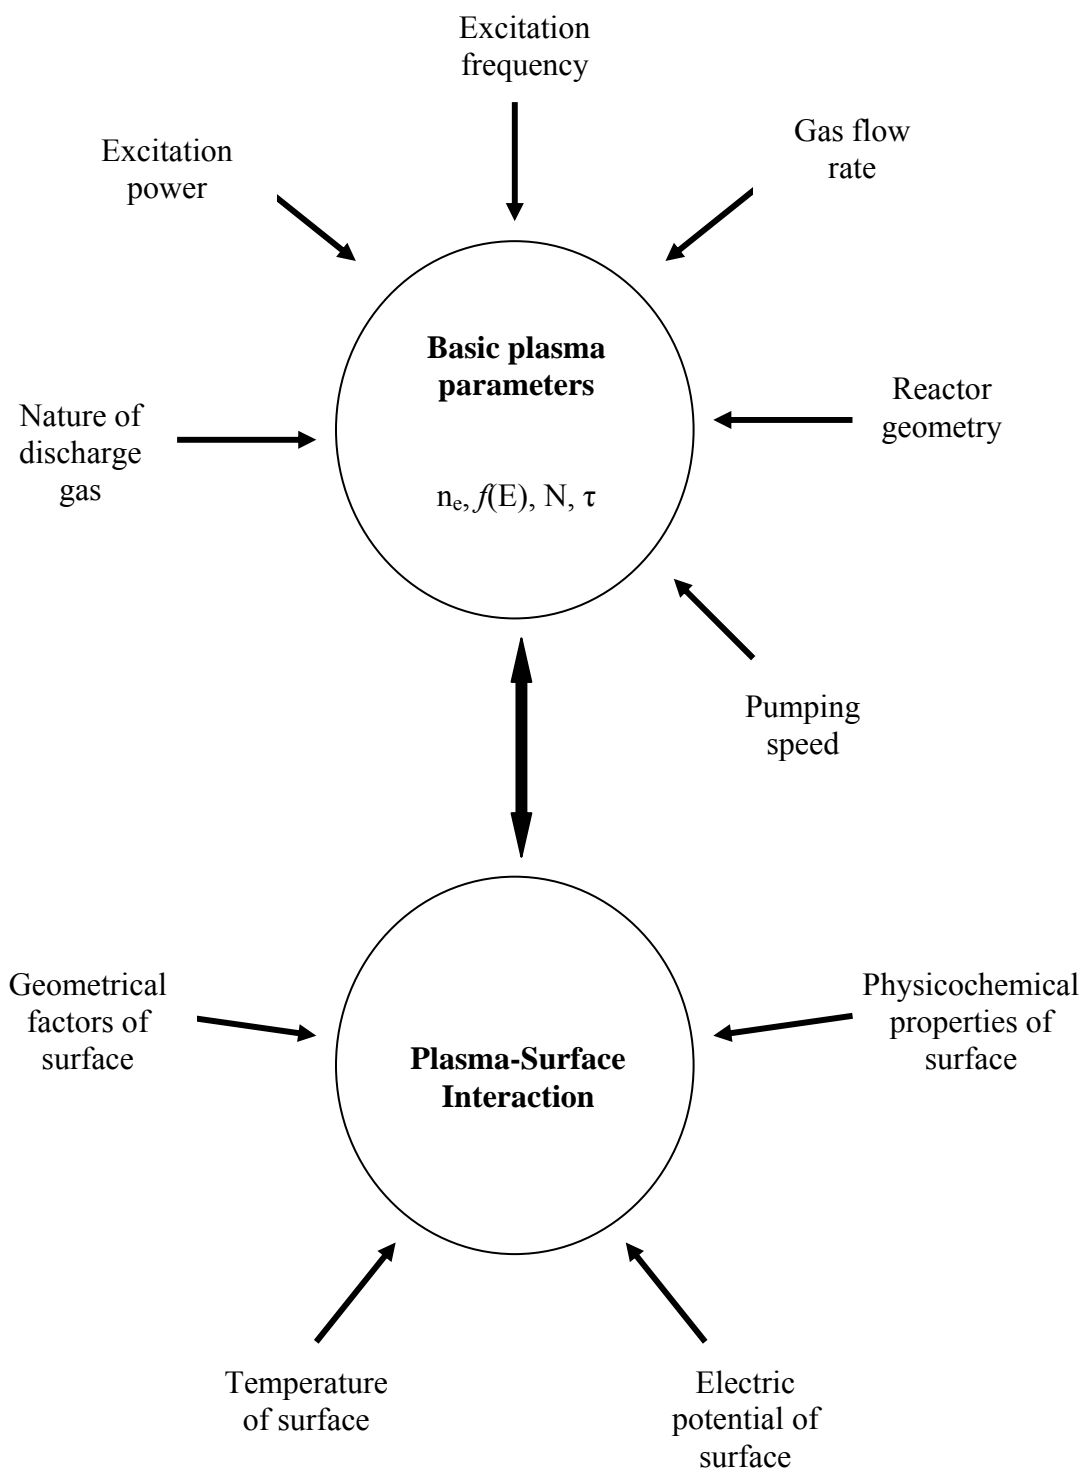 Excitation
frequency
Gas flow
rate
Excitation
power
Basic plasma
parameters
Nature of
discharge
gas
Reactor
geometry
nₑ, f(E), N, τ
Pumping
speed
Geometrical
factors of
surface
Physicochemical
properties of
surface
Plasma-Surface
Interaction
Temperature
of surface
Electric
potential of
surface